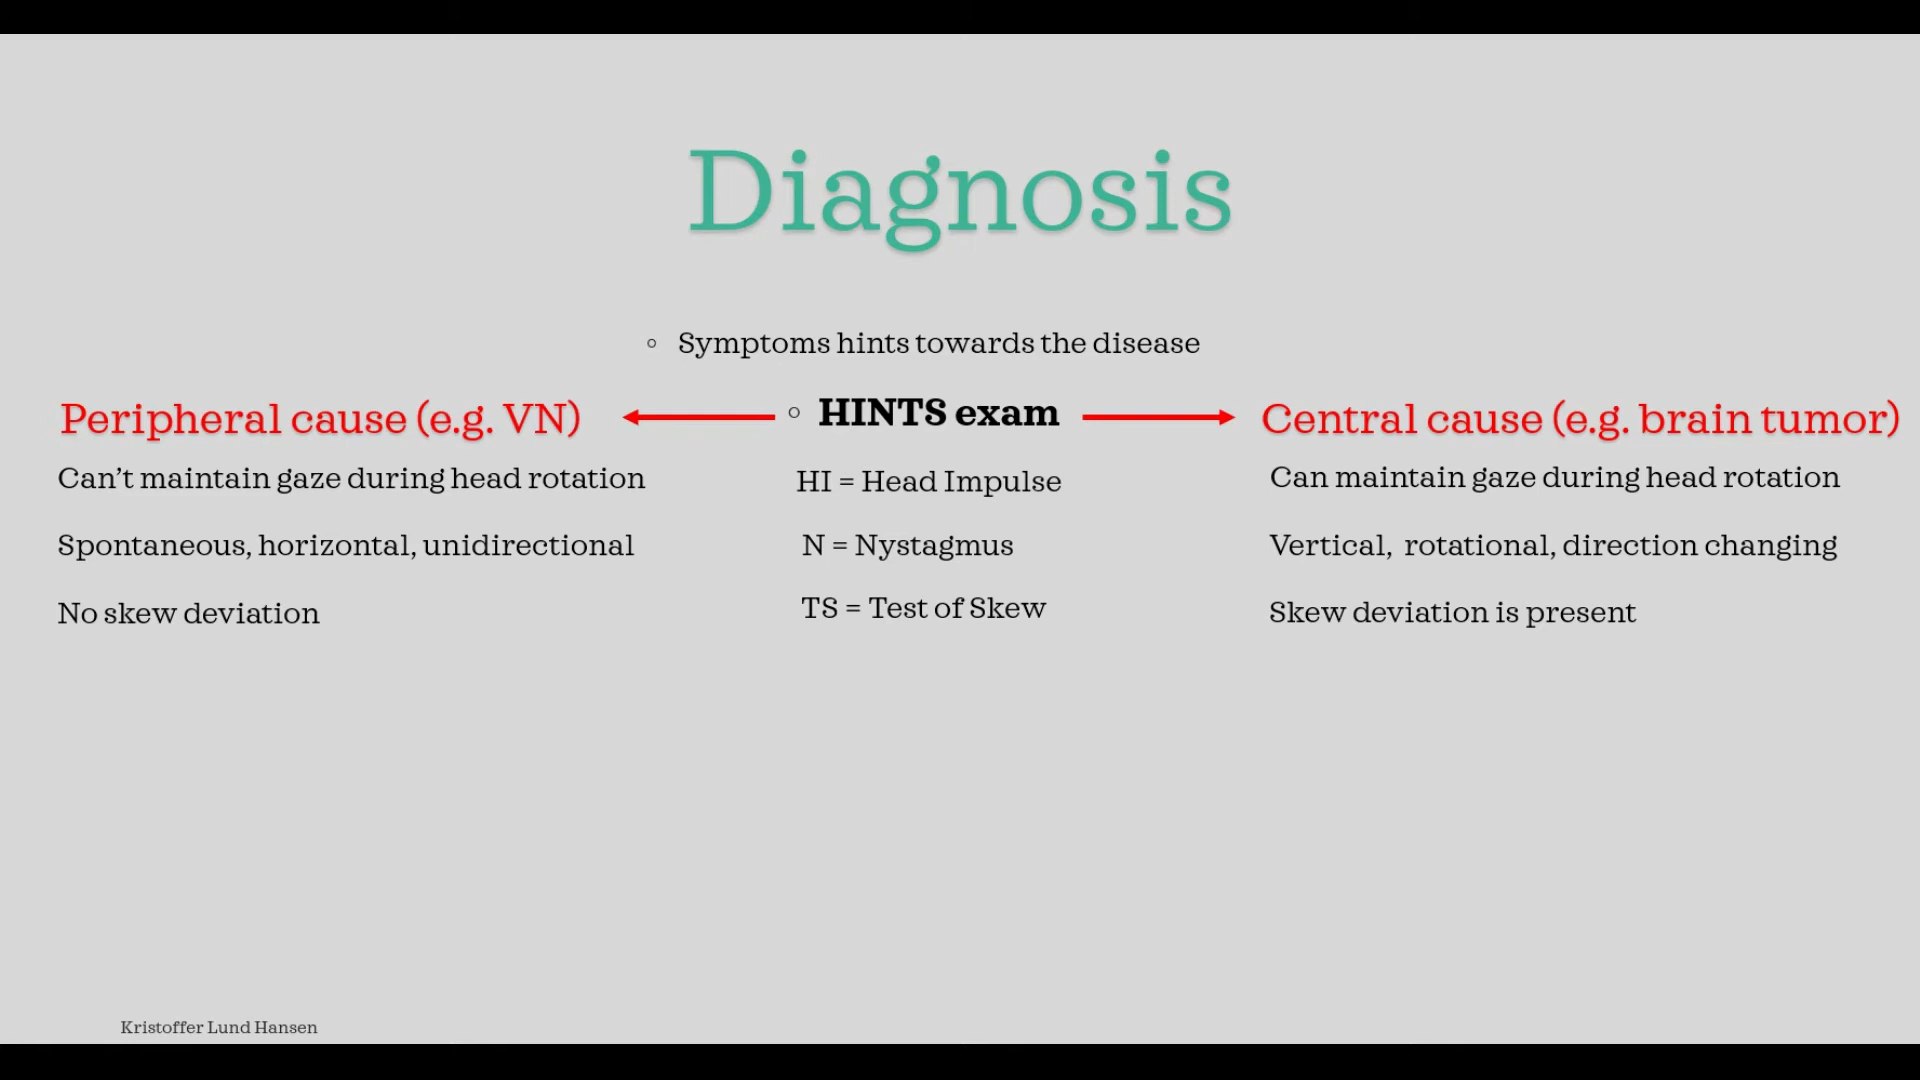 Diagnosis
◦ Symptoms hints towards the disease
Peripheral cause (e.g. VN)
◦ HINTS exam
Central cause (e.g. brain tumor)
Can’t maintain gaze during head rotation
HI = Head Impulse
Can maintain gaze during head rotation
Spontaneous, horizontal, unidirectional
N = Nystagmus
Vertical, rotational, direction changing
No skew deviation
TS = Test of Skew
Skew deviation is present
Kristoffer Lund Hansen